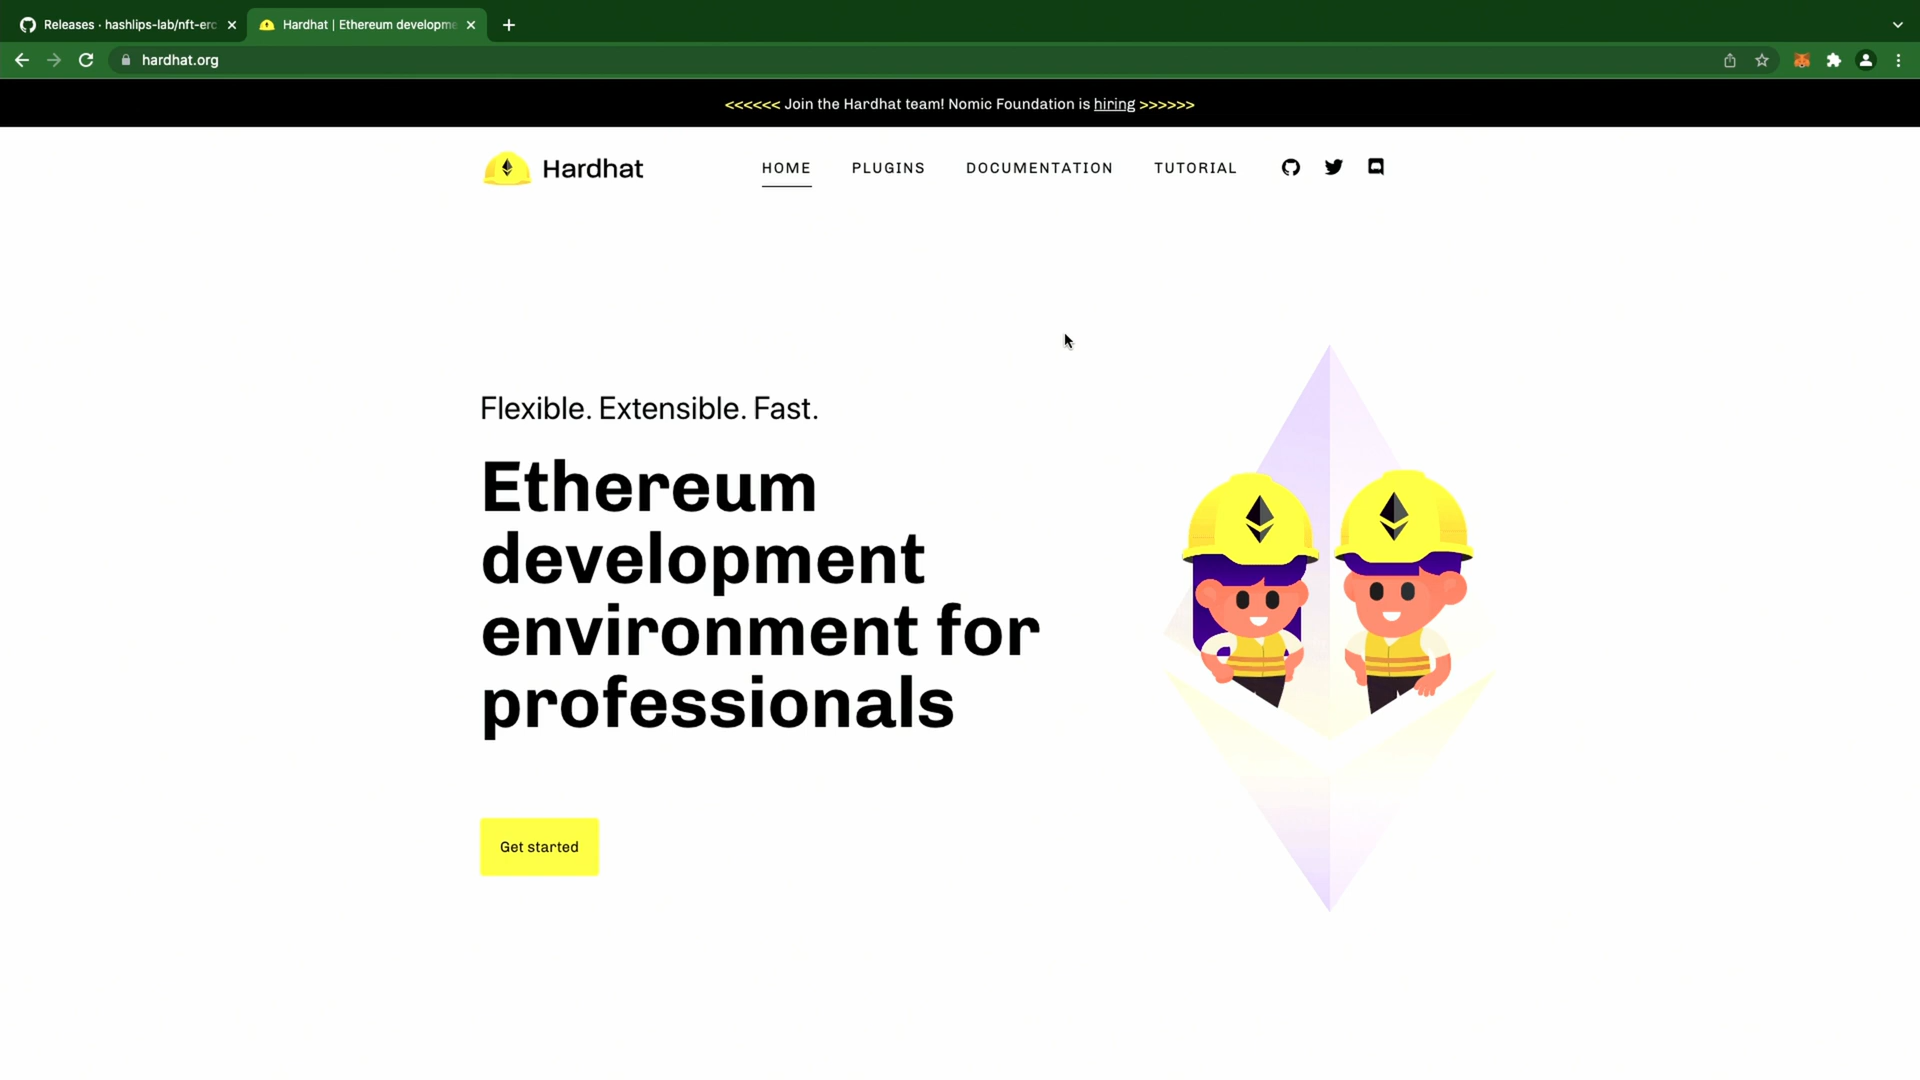 Releases · hashlips-lab/nft-erc
Hardhat | Ethereum developme
hardhat.org
<<<<<< Join the Hardhat team! Nomic Foundation is hiring >>>>>>
Hardhat
HOME
PLUGINS
DOCUMENTATION
TUTORIAL
Flexible. Extensible. Fast.
Ethereum
development
environment for
professionals
Get started